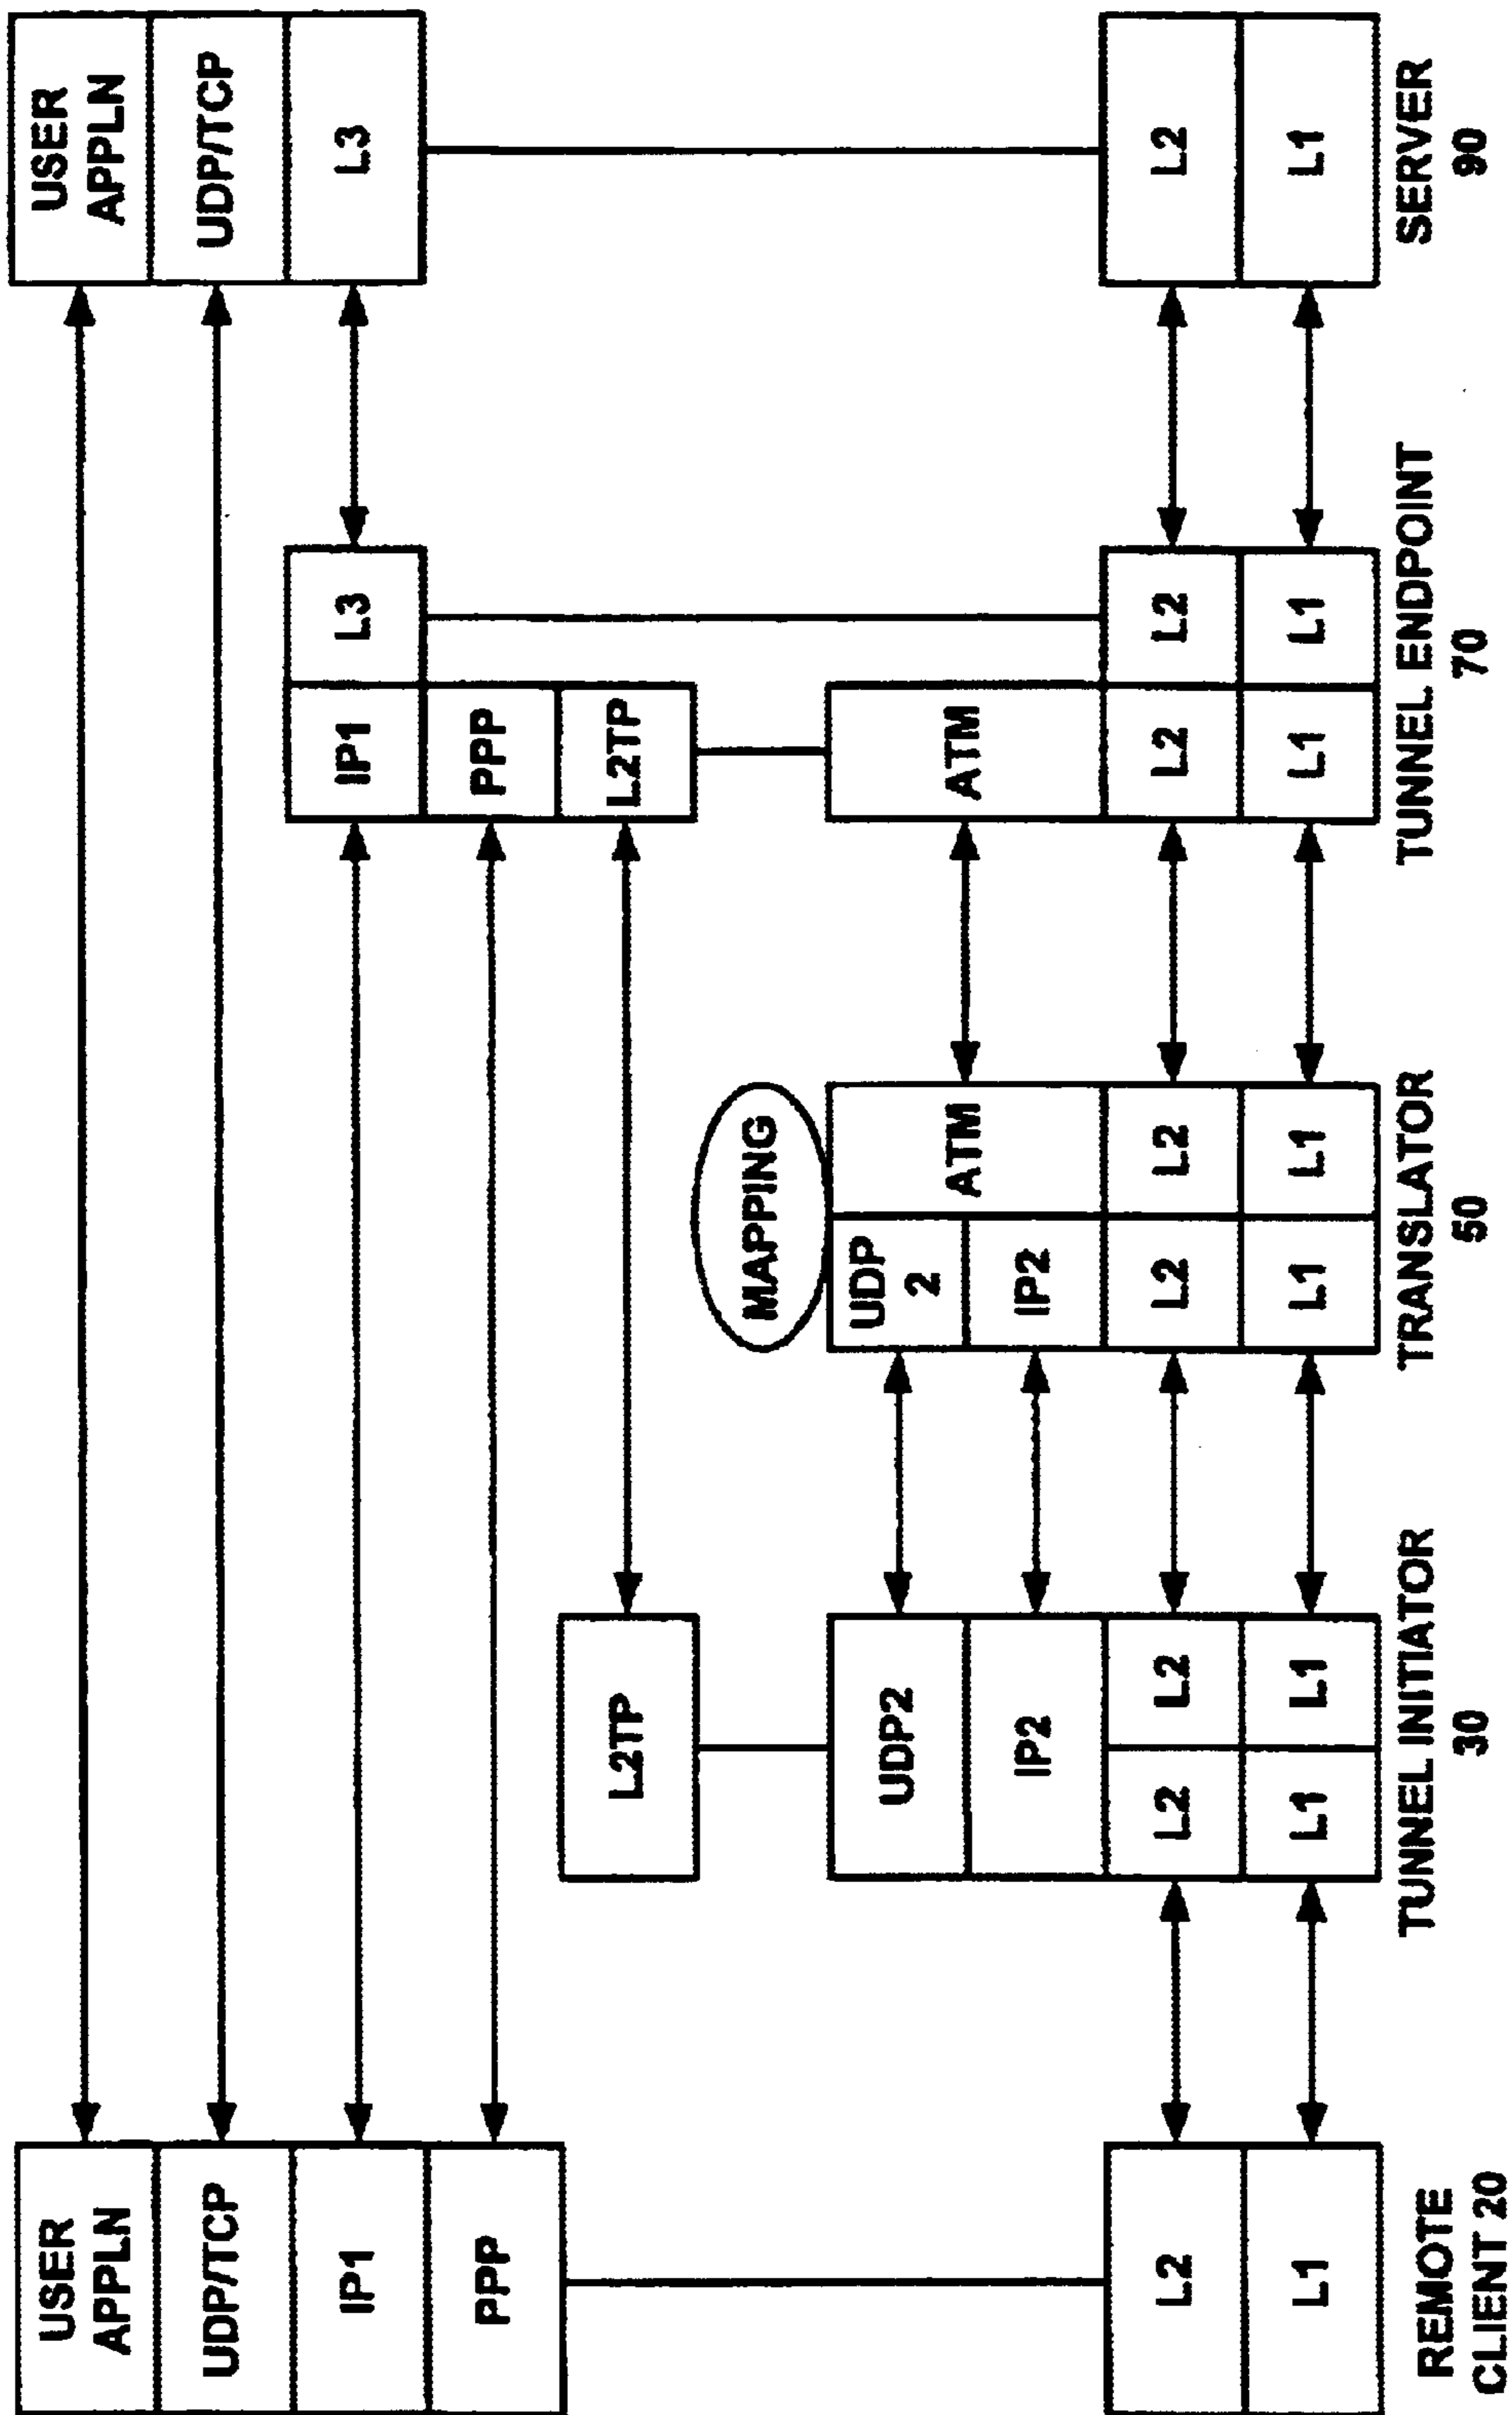 USER
APPLN
UDP/TCP
IP1
PPP
L2
L1
REMOTE
CLIENT 20
L2TP
UDP2
IP2
L2
L2
L1
L1
TUNNEL INITIATOR
30
MAPPING
UDP
2
IP2
ATM
L2
L2
L1
L1
TRANSLATOR
50
IP1
L3
PPP
L2TP
ATM
L2
L2
L1
L1
TUNNEL ENDPOINT
70
USER
APPLN
UDP/TCP
L3
L2
L1
SERVER
90